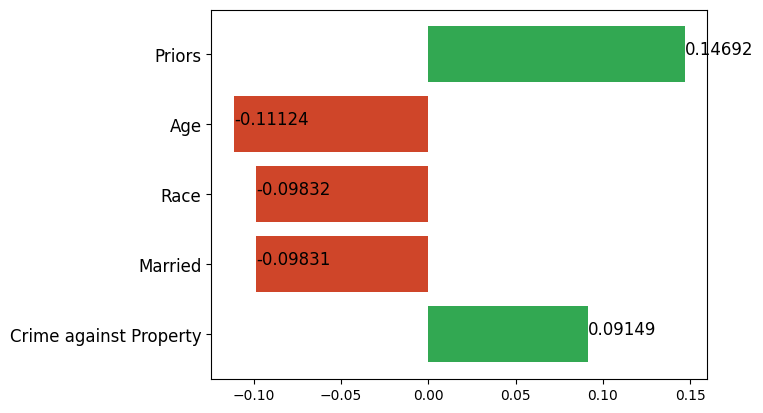 Priors
0.14692
Age
-0.11124
Race
-0.09832
Married
-0.09831
Crime against Property
0.09149
−0.10 −0.05 0.00 0.05 0.10 0.15